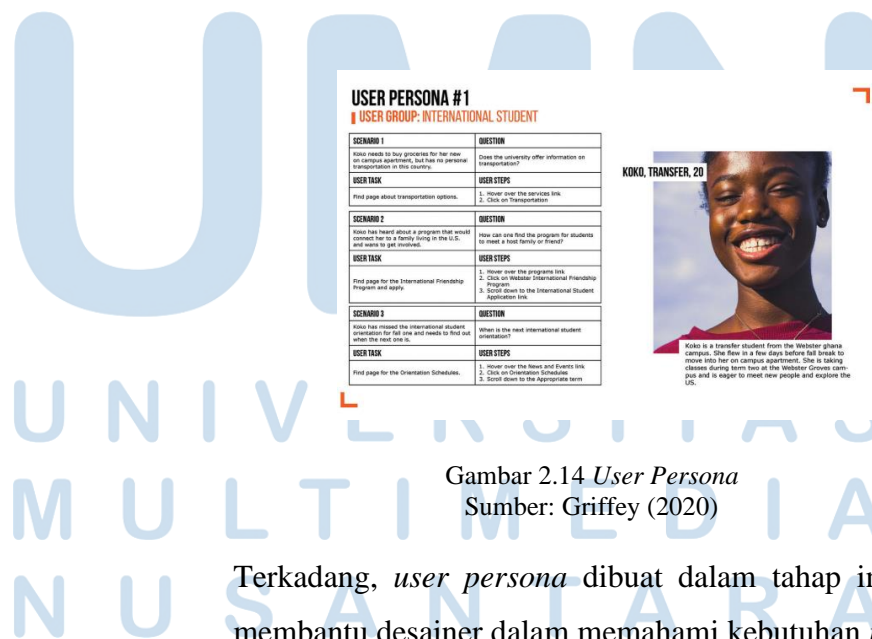 USER PERSONA #1
USER GROUP: INTERNATIONAL STUDENT
SCENARIO 1
QUESTION
Koko needs to buy groceries for her new
on campus apartment, but has no personal
transportation in this country.
Does the university offer information on
transportation?
USER TASK
USER STEPS
Find page about transportation options.
1. Hover over the services link
2. Click on Transportation
SCENARIO 2
QUESTION
Koko has heard about a program that would
connect her to a family living in the U.S.
and wants to get involved.
How can one find the program for students
to meet a host family or friend?
USER TASK
USER STEPS
Find page for the International Friendship
Program and apply.
1. Hover over the programs link
2. Click on Webster International Friendship
Program
3. Scroll down to the International Student
Application link
SCENARIO 3
QUESTION
Koko has missed the international student
orientation for fall one and needs to find out
when the next one is.
When is the next international student
orientation?
USER TASK
USER STEPS
Find page for the Orientation Schedules.
1. Hover over the News and Events link
2. Click on Orientation Schedules
3. Scroll down to the Appropriate term
KOKO, TRANSFER, 20
Koko is a transfer student from the Webster ghana
campus. She flew in a few days before fall break to
move into her on campus apartment. She is taking
classes during term two at the Webster Groves cam-
pus and is eager to meet new people and explore the
US.
UNIVERSITAS
MULTIMEDIA
NUSANTARA
Gambar 2.14 User Persona
Sumber: Griffey (2020)
Terkadang, user persona dibuat dalam tahap
membantu desainer dalam memahami kebutuhan